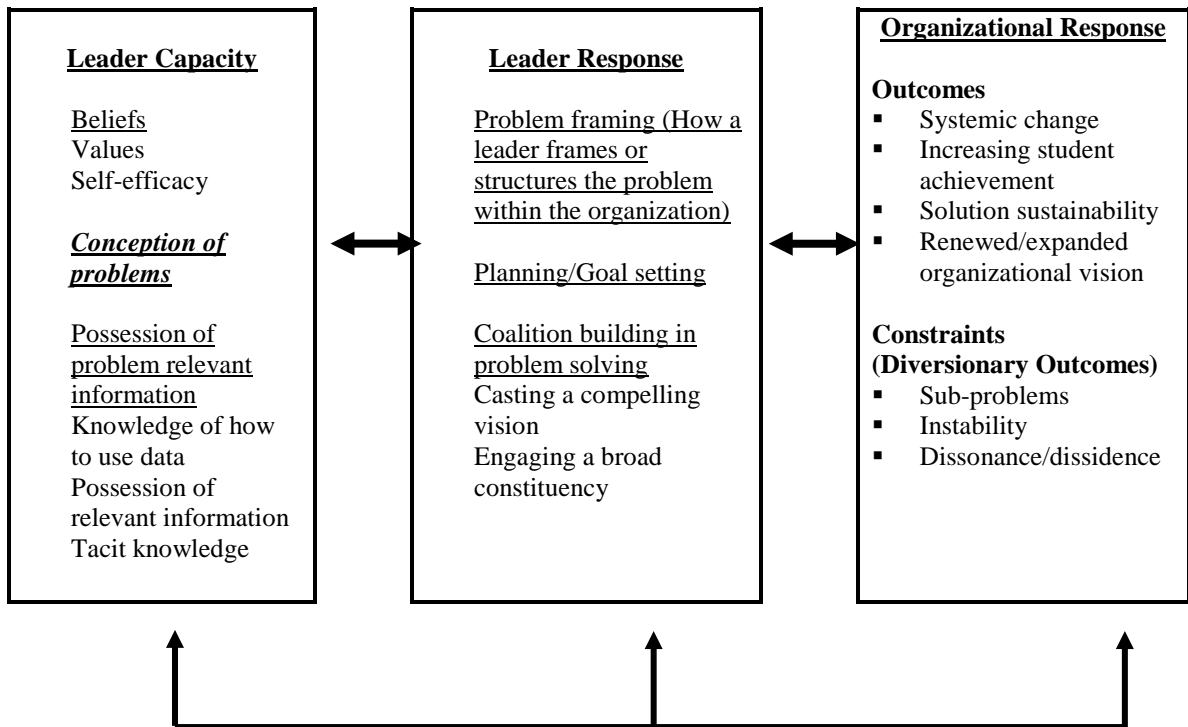 Leader Capacity
Beliefs
Values
Self-efficacy
Conception of
problems
Possession of
problem relevant
information
Knowledge of how
to use data
Possession of
relevant information
Tacit knowledge
Leader Response
Problem framing (How a
leader frames or
structures the problem
within the organization)
Planning/Goal setting
Coalition building in
problem solving
Casting a compelling
vision
Engaging a broad
constituency
Organizational Response
Outcomes
▪ Systemic change
▪ Increasing student
achievement
▪ Solution sustainability
▪ Renewed/expanded
organizational vision
Constraints
(Diversionary Outcomes)
▪ Sub-problems
▪ Instability
▪ Dissonance/dissidence